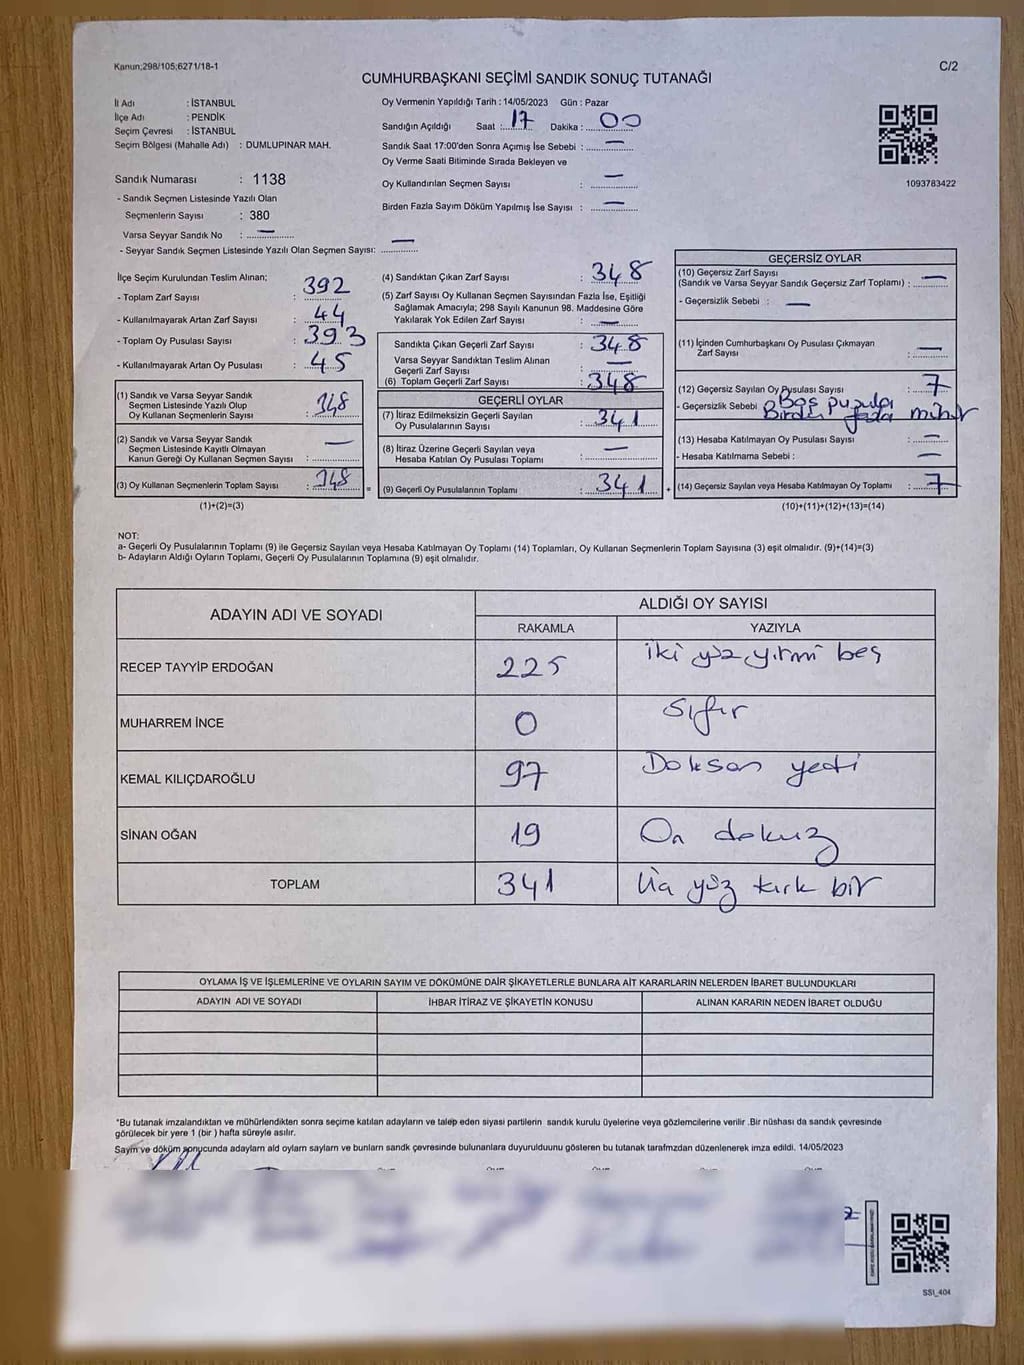 Kanun;298/105;6271/18-1
C/2
CUMHURBAŞKANI SEÇİMİ SANDIK SONUÇ TUTANAĞI
İl Adı : İSTANBUL
İlçe Adı : PENDİK
Seçim Çevresi : İSTANBUL
Seçim Bölgesi (Mahalle Adı) : DUMLUPINAR MAH.
Sandık Numarası : 1138
- Sandık Seçmen Listesinde Yazılı Olan
Seçmenlerin Sayısı : 380
Varsa Seyyar Sandık No : —
- Seyyar Sandık Seçmen Listesinde Yazılı Olan Seçmen Sayısı: —
Oy Vermenin Yapıldığı Tarih : 14/05/2023 Gün : Pazar
Sandığın Açıldığı Saat : 17 Dakika : 00
Sandık Saat 17:00'den Sonra Açımış İse Sebebi : —
Oy Verme Saati Bitiminde Sırada Bekleyen ve
Oy Kullandırılan Seçmen Sayısı : —
Birden Fazla Sayım Döküm Yapılmış İse Sayısı : —
1093783422
İlçe Seçim Kurulundan Teslim Alınan;
- Toplam Zarf Sayısı : 392
- Kullanılmayarak Artan Zarf Sayısı : 44
- Toplam Oy Pusulası Sayısı : 393
- Kullanılmayarak Artan Oy Pusulası : 45
(1) Sandık ve Varsa Seyyar Sandık
Seçmen Listesinde Yazılı Olup
Oy Kullanan Seçmenlerin Sayısı : 348
(2) Sandık ve Varsa Seyyar Sandık
Seçmen Listesinde Kayıtlı Olmayan
Kanun Gereği Oy Kullanan Seçmen Sayısı : —
(3) Oy Kullanan Seçmenlerin Toplam Sayısı : 348
(1)+(2)=(3)
(4) Sandıktan Çıkan Zarf Sayısı : 348
(5) Zarf Sayısı Oy Kullanan Seçmen Sayısından Fazla İse, Eşitliği
Sağlamak Amacıyla; 298 Sayılı Kanunun 98. Maddesine Göre
Yakılarak Yok Edilen Zarf Sayısı : —
Sandıkta Çıkan Geçerli Zarf Sayısı : 348
Varsa Seyyar Sandıktan Teslim Alınan
Geçerli Zarf Sayısı : —
(6) Toplam Geçerli Zarf Sayısı : 348
GEÇERLİ OYLAR
(7) İtiraz Edilmeksizin Geçerli Sayılan
Oy Pusulalarının Sayısı : 341
(8) İtiraz Üzerine Geçerli Sayılan veya
Hesaba Katılan Oy Pusulası Toplamı : —
= (9) Geçerli Oy Pusulalarının Toplamı : 341
GEÇERSİZ OYLAR
(10) Geçersiz Zarf Sayısı
(Sandık ve Varsa Seyyar Sandık Geçersiz Zarf Toplamı) : —
- Geçersizlik Sebebi : —
(11) İçinden Cumhurbaşkanı Oy Pusulası Çıkmayan
Zarf Sayısı : —
(12) Geçersiz Sayılan Oy Pusulası Sayısı : 7
- Geçersizlik Sebebi Boş pusula
Birden fazla mühür
(13) Hesaba Katılmayan Oy Pusulası Sayısı : —
- Hesaba Katılmama Sebebi : —
+ (14) Geçersiz Sayılan veya Hesaba Katılmayan Oy Toplamı : 7
(10)+(11)+(12)+(13)=(14)
NOT:
a- Geçerli Oy Pusulalarının Toplamı (9) ile Geçersiz Sayılan veya Hesaba Katılmayan Oy Toplamı (14) Toplamları, Oy Kullanan Seçmenlerin Toplam Sayısına (3) eşit olmalıdır. (9)+(14)=(3)
b- Adayların Aldığı Oyların Toplamı, Geçerli Oy Pusulalarının Toplamına (9) eşit olmalıdır.
ADAYIN ADI VE SOYADI
ALDIĞI OY SAYISI
RAKAMLA YAZIYLA
RECEP TAYYİP ERDOĞAN 225 iki yüz yirmi beş
MUHARREM İNCE 0 sıfır
KEMAL KILIÇDAROĞLU 97 Doksan yedi
SİNAN OĞAN 19 On dokuz
TOPLAM 341 Üç yüz kırk bir
OYLAMA İŞ VE İŞLEMLERİNE VE OYLARIN SAYIM VE DÖKÜMÜNE DAİR ŞİKAYETLERLE BUNLARA AİT KARARLARIN NELERDEN İBARET BULUNDUKLARI
ADAYIN ADI VE SOYADI İHBAR İTİRAZ VE ŞİKAYETİN KONUSU ALINAN KARARIN NEDEN İBARET OLDUĞU
*Bu tutanak imzalandıktan ve mühürlendikten sonra seçime katılan adayların ve talep eden siyasi partilerin sandık kurulu üyelerine veya gözlemcilerine verilir .Bir nüshası da sandık çevresinde
görülecek bir yere 1 (bir ) hafta süreyle asılır.
Sayım ve döküm sonucunda adayların ald oyların sayıları ve bunların sandk çevresinde bulunanlara duyurulduunu gösteren bu tutanak tarafmzdan düzenlenerek imza edildi. 14/05/2023
SSI_404